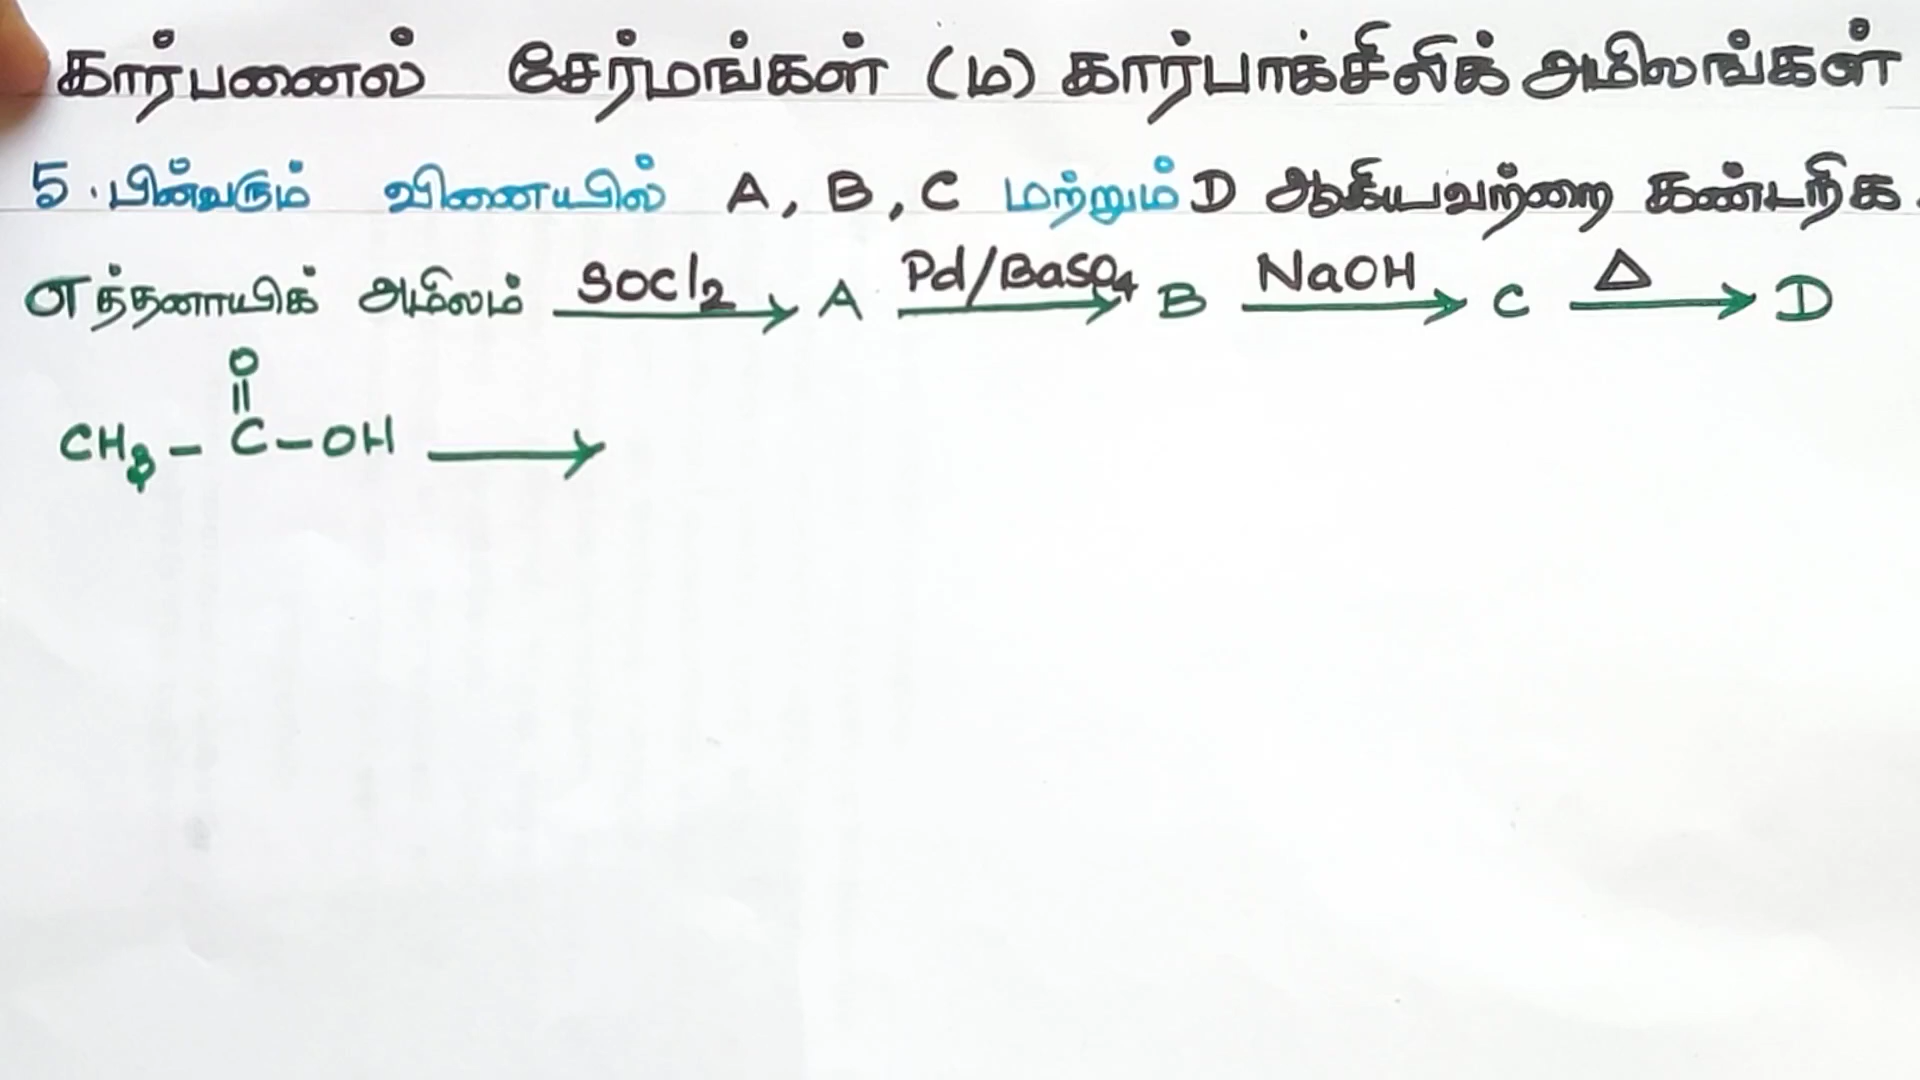 கார்பணைல் சேர்மங்கள் (ம) கார்பாக்சிலிக் அமிலங்கள்
5. பின்வரும் வினையில் A, B, C மற்றும் D ஆகியவற்றை கண்டறிக.
எத்தனாயிக் அமிலம் SOCl2 → A Pd/BaSO4 → B NaOH → C Δ → D
O
||
CH3 - C - OH →